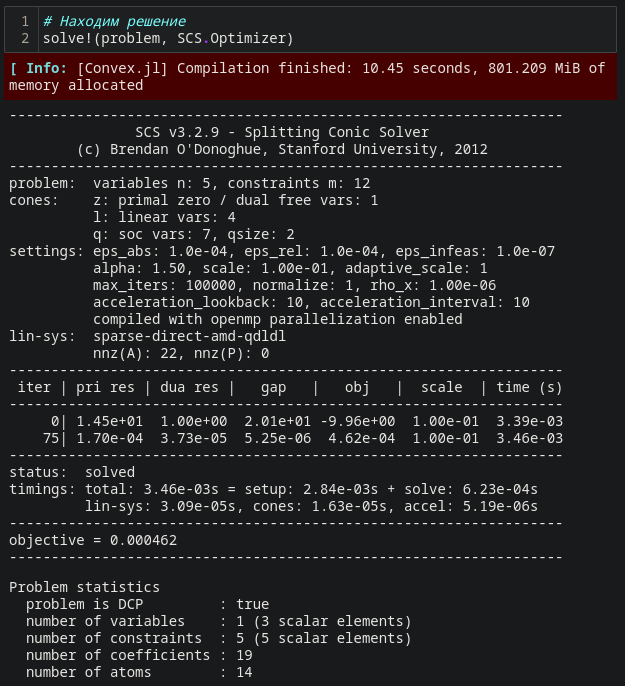 1 # Находим решение
2 solve!(problem, SCS.Optimizer)
[ Info: [Convex.jl] Compilation finished: 10.45 seconds, 801.209 MiB of
memory allocated
------------------------------------------------------------------
SCS v3.2.9 - Splitting Conic Solver
(c) Brendan O'Donoghue, Stanford University, 2012
------------------------------------------------------------------
problem:  variables n: 5, constraints m: 12
cones:    z: primal zero / dual free vars: 1
l: linear vars: 4
q: soc vars: 7, qsize: 2
settings: eps_abs: 1.0e-04, eps_rel: 1.0e-04, eps_infeas: 1.0e-07
alpha: 1.50, scale: 1.00e-01, adaptive_scale: 1
max_iters: 100000, normalize: 1, rho_x: 1.00e-06
acceleration_lookback: 10, acceleration_interval: 10
compiled with openmp parallelization enabled
lin-sys:  sparse-direct-amd-qdldl
nnz(A): 22, nnz(P): 0
------------------------------------------------------------------
iter | pri res | dua res |   gap   |   obj   |  scale  | time (s)
------------------------------------------------------------------
0| 1.45e+01  1.00e+00  2.01e+01 -9.96e+00  1.00e-01  3.39e-03
75| 1.70e-04  3.73e-05  5.25e-06  4.62e-04  1.00e-01  3.46e-03
------------------------------------------------------------------
status:  solved
timings: total: 3.46e-03s = setup: 2.84e-03s + solve: 6.23e-04s
lin-sys: 3.09e-05s, cones: 1.63e-05s, accel: 5.19e-06s
------------------------------------------------------------------
objective = 0.000462
------------------------------------------------------------------
Problem statistics
problem is DCP         : true
number of variables    : 1 (3 scalar elements)
number of constraints  : 5 (5 scalar elements)
number of coefficients : 19
number of atoms        : 14